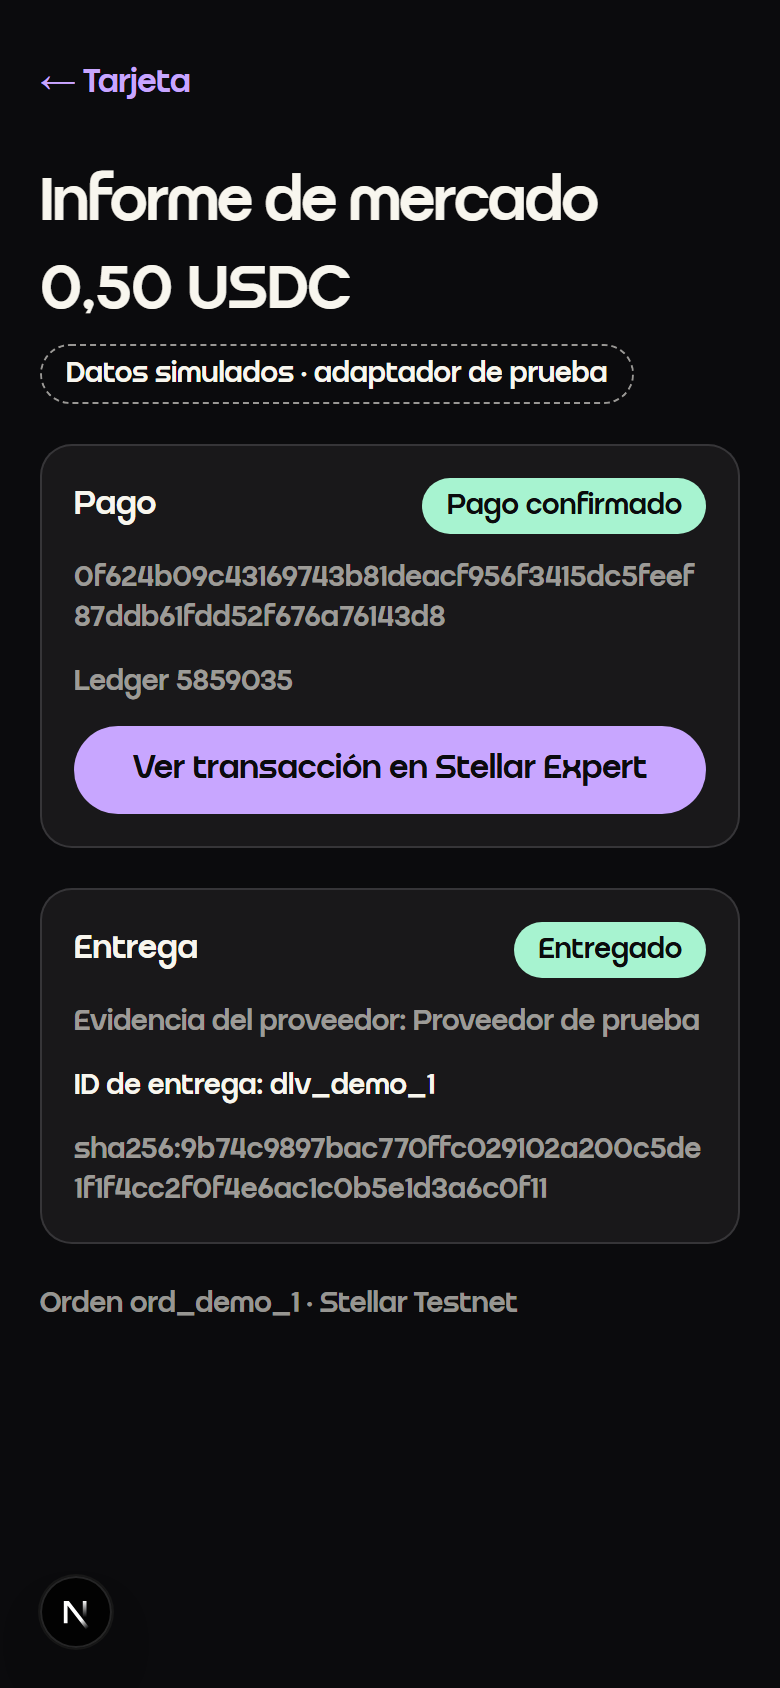 ← Tarjeta
Informe de mercado
0,50 USDC
Datos simulados · adaptador de prueba
Pago
Pago confirmado
0f624b09c43169743b81deacf956f3415dc5feef
87ddb61fdd52f676a76143d8
Ledger 5859035
Ver transacción en Stellar Expert
Entrega
Entregado
Evidencia del proveedor: Proveedor de prueba
ID de entrega: dlv_demo_1
sha256:9b74c9897bac770ffc029102a200c5de
1f1f4cc2f0f4e6ac1c0b5e1d3a6c0f11
Orden ord_demo_1 · Stellar Testnet
N